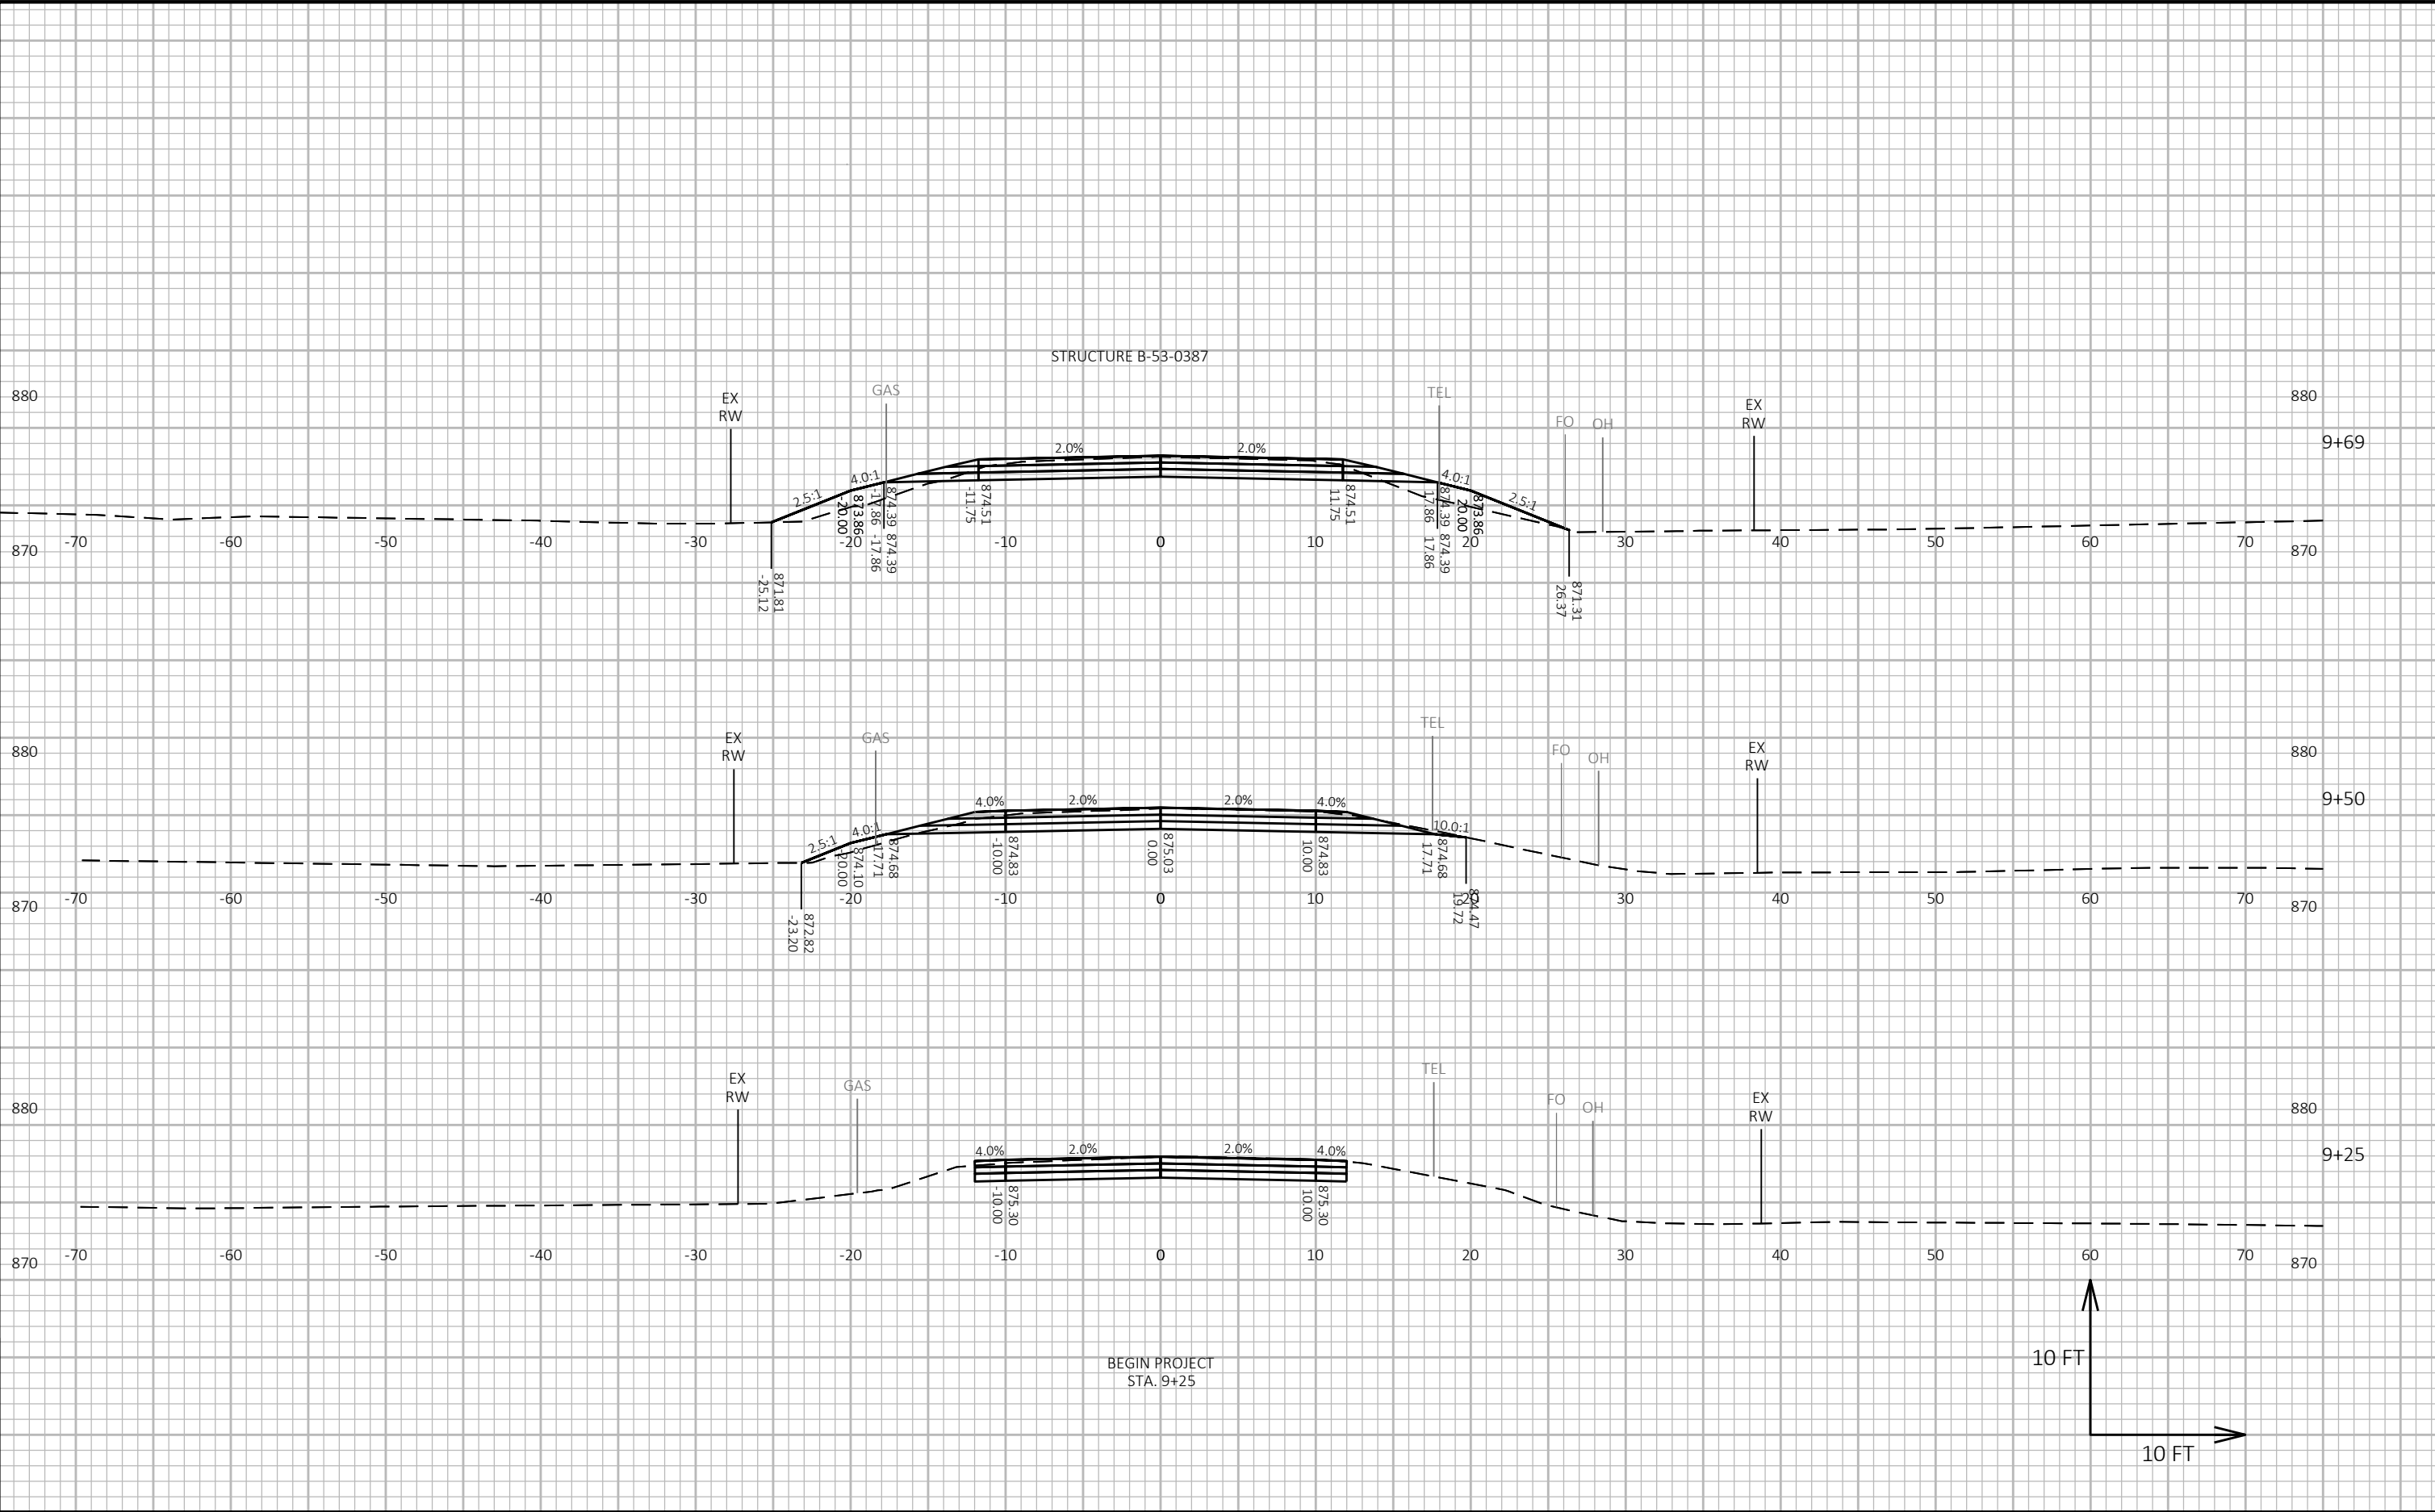 STRUCTURE B-53-0387
880
EX
RW
GAS
2.0%
2.0%
TEL
FO
OH
EX
RW
880
9+69
2.5:1
4.0:1
4.0:1
2.5:1
-20.00
873.86
-17.86
874.39
-17.86
874.39
-11.75
874.51
11.75
874.51
17.86
874.39
17.86
874.39
20.00
873.86
870
-70 -60 -50 -40 -30 -20 -10 0 10 20 30 40 50 60 70
870
-25.12
871.81
26.37
871.31
880
EX
RW
GAS
4.0%
2.0%
2.0%
4.0%
TEL
FO
OH
EX
RW
880
9+50
2.5:1
4.0:1
10.0:1
-20.00
874.10
-17.71
874.68
-10.00
874.83
0.00
875.03
10.00
874.83
17.71
874.68
19.72
874.47
870
-70 -60 -50 -40 -30 -20 -10 0 10 20 30 40 50 60 70
870
-23.20
872.82
880
EX
RW
GAS
4.0%
2.0%
2.0%
4.0%
TEL
FO
OH
EX
RW
880
9+25
-10.00
875.30
10.00
875.30
870
-70 -60 -50 -40 -30 -20 -10 0 10 20 30 40 50 60 70
870
BEGIN PROJECT
STA. 9+25
10 FT
10 FT